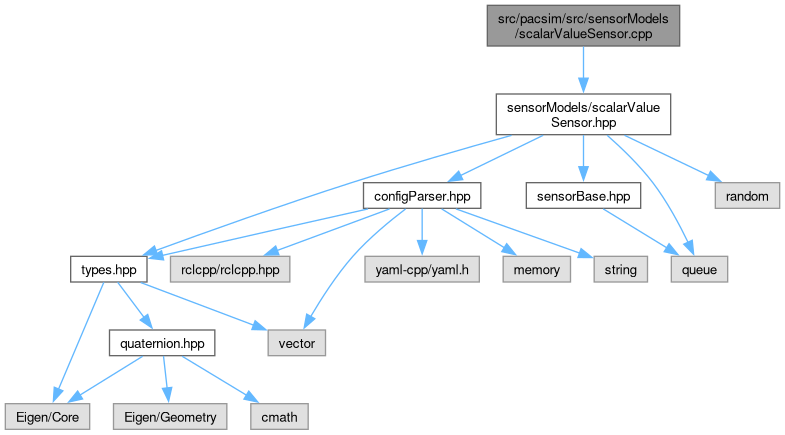 src/pacsim/src/sensorModels
/scalarValueSensor.cpp
sensorModels/scalarValue
Sensor.hpp
configParser.hpp
sensorBase.hpp
random
types.hpp
rclcpp/rclcpp.hpp
yaml-cpp/yaml.h
memory
string
queue
quaternion.hpp
vector
Eigen/Core
Eigen/Geometry
cmath